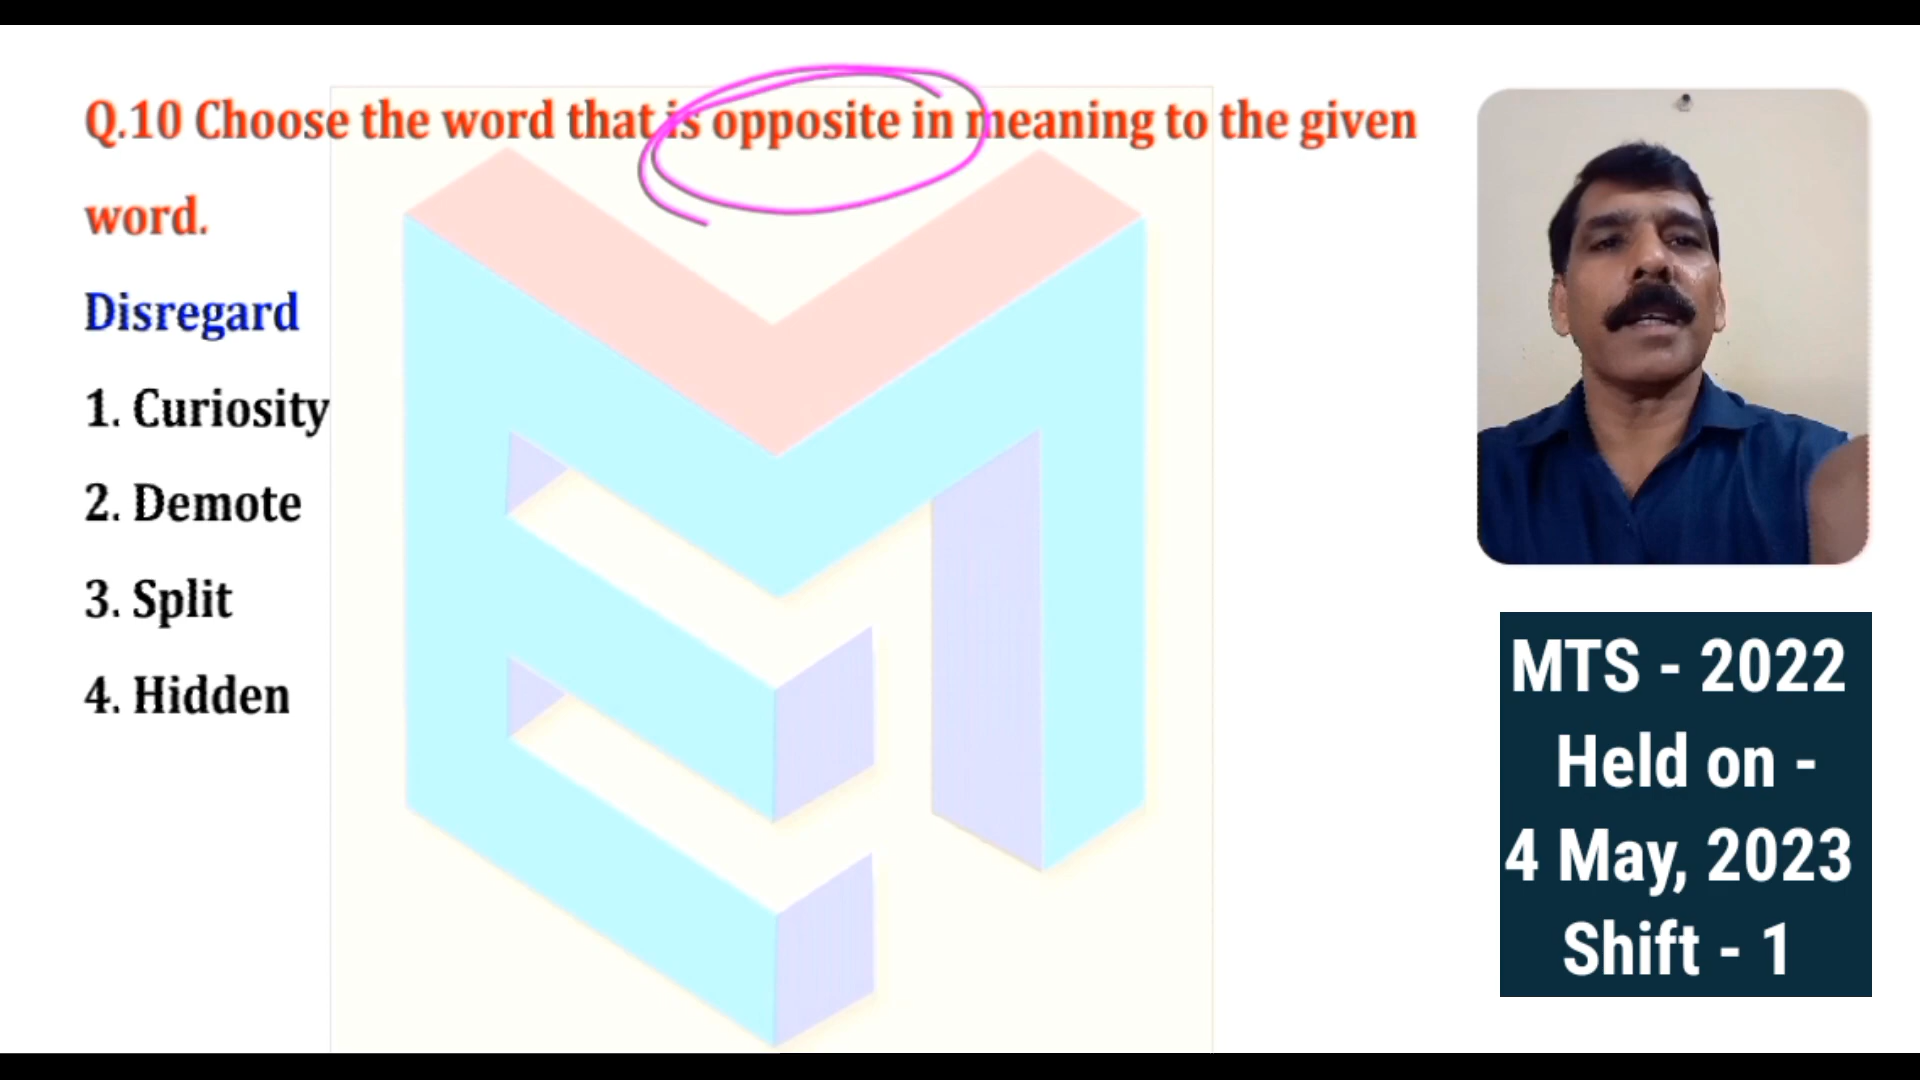 Q.10 Choose the word that is opposite in meaning to the given
word.
Disregard
1. Curiosity
2. Demote
3. Split
4. Hidden
MTS - 2022
Held on -
4 May, 2023
Shift - 1